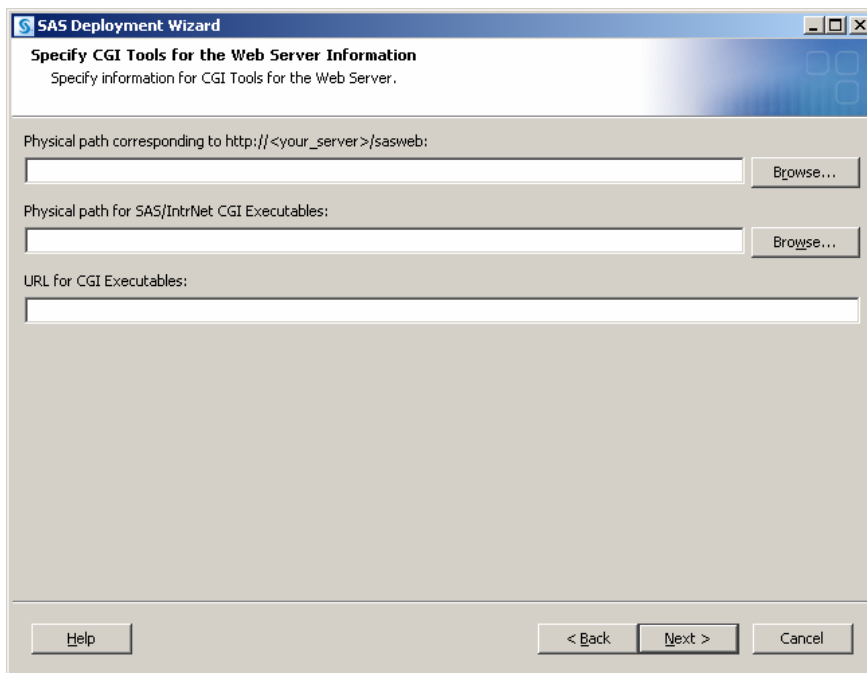 SAS Deployment Wizard
Specify CGI Tools for the Web Server Information
Specify information for CGI Tools for the Web Server.
Physical path corresponding to http://<your_server>/sasweb:
Browse...
Physical path for SAS/IntrNet CGI Executables:
Browse...
URL for CGI Executables:
Help
< Back
Next >
Cancel